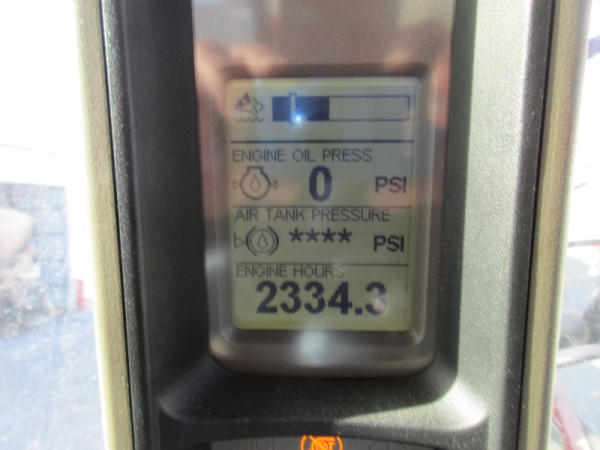 ENGINE OIL PRESS
0 PSI
AIR TANK PRESSURE
**** PSI
ENGINE HOURS
2334.3